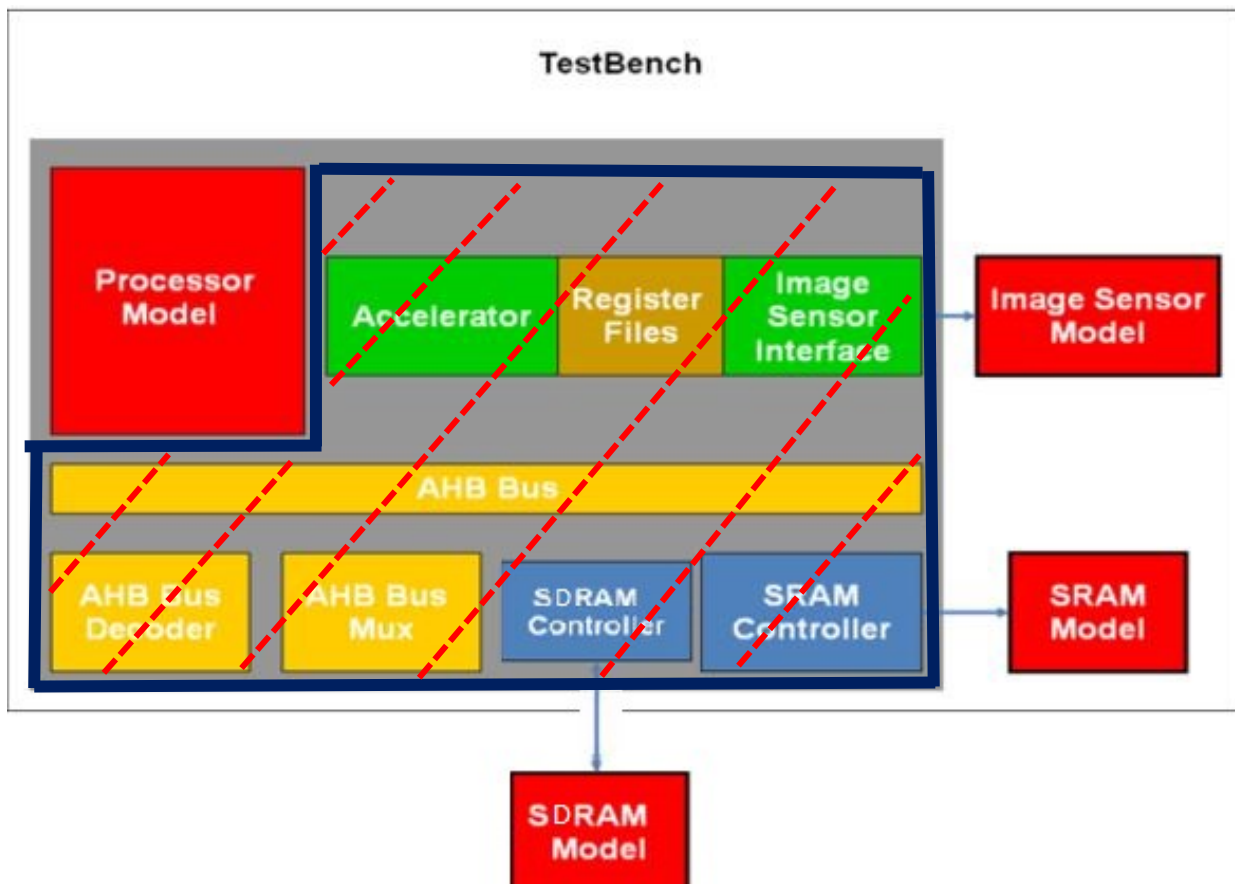 TestBench
Processor
Model
Accelerator
Register
Files
Image
Sensor
Interface
Image Sensor
Model
AHB Bus
AHB Bus
Decoder
AHB Bus
Mux
SDRAM
Controller
SRAM
Controller
SRAM
Model
SDRAM
Model